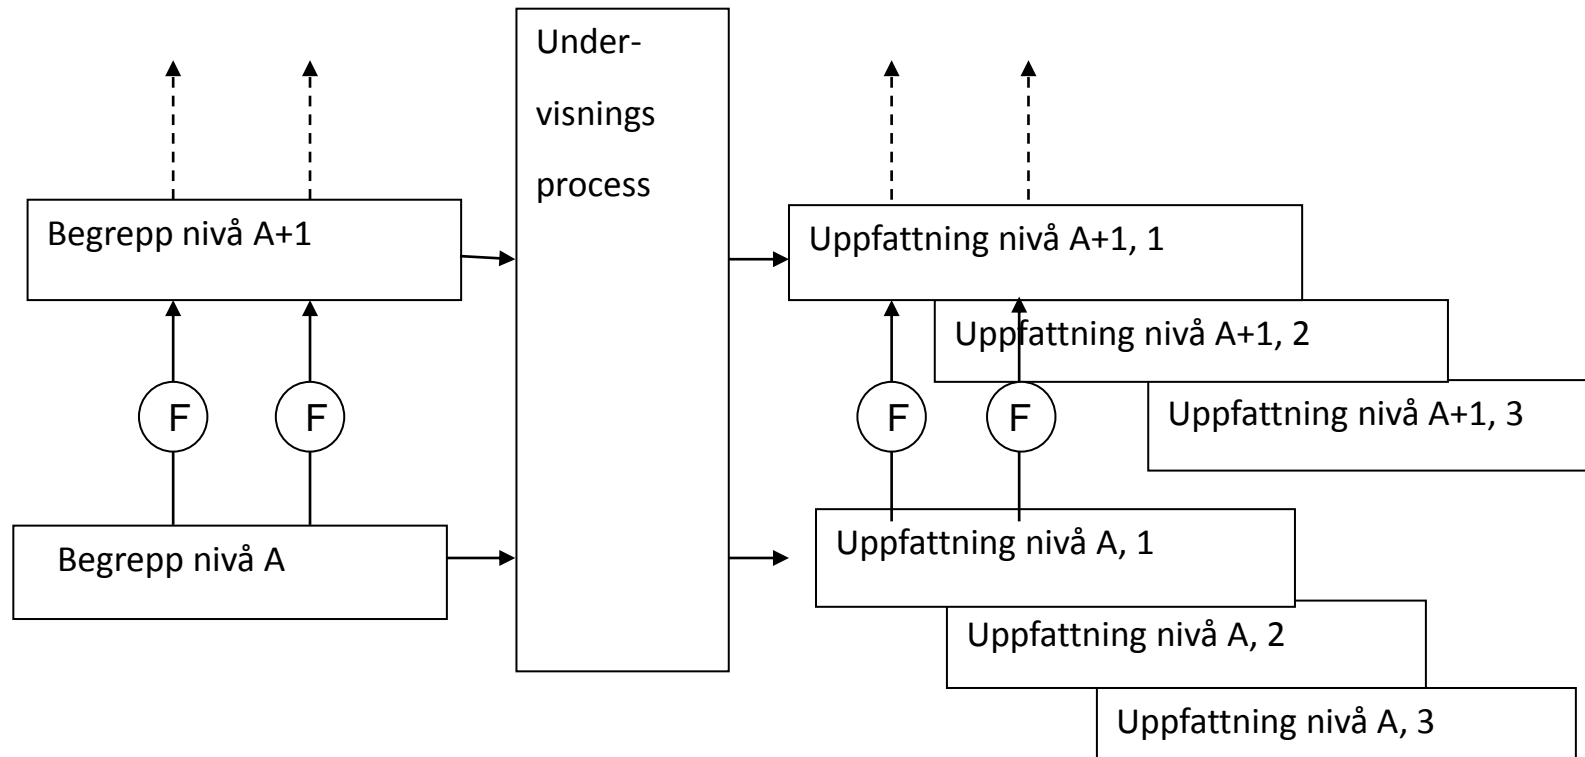 Under-
visnings
process
Begrepp nivå A+1
Uppfattning nivå A+1, 1
Uppfattning nivå A+1, 2
F
F
F
F
Uppfattning nivå A+1, 3
Begrepp nivå A
Uppfattning nivå A, 1
Uppfattning nivå A, 2
Uppfattning nivå A, 3